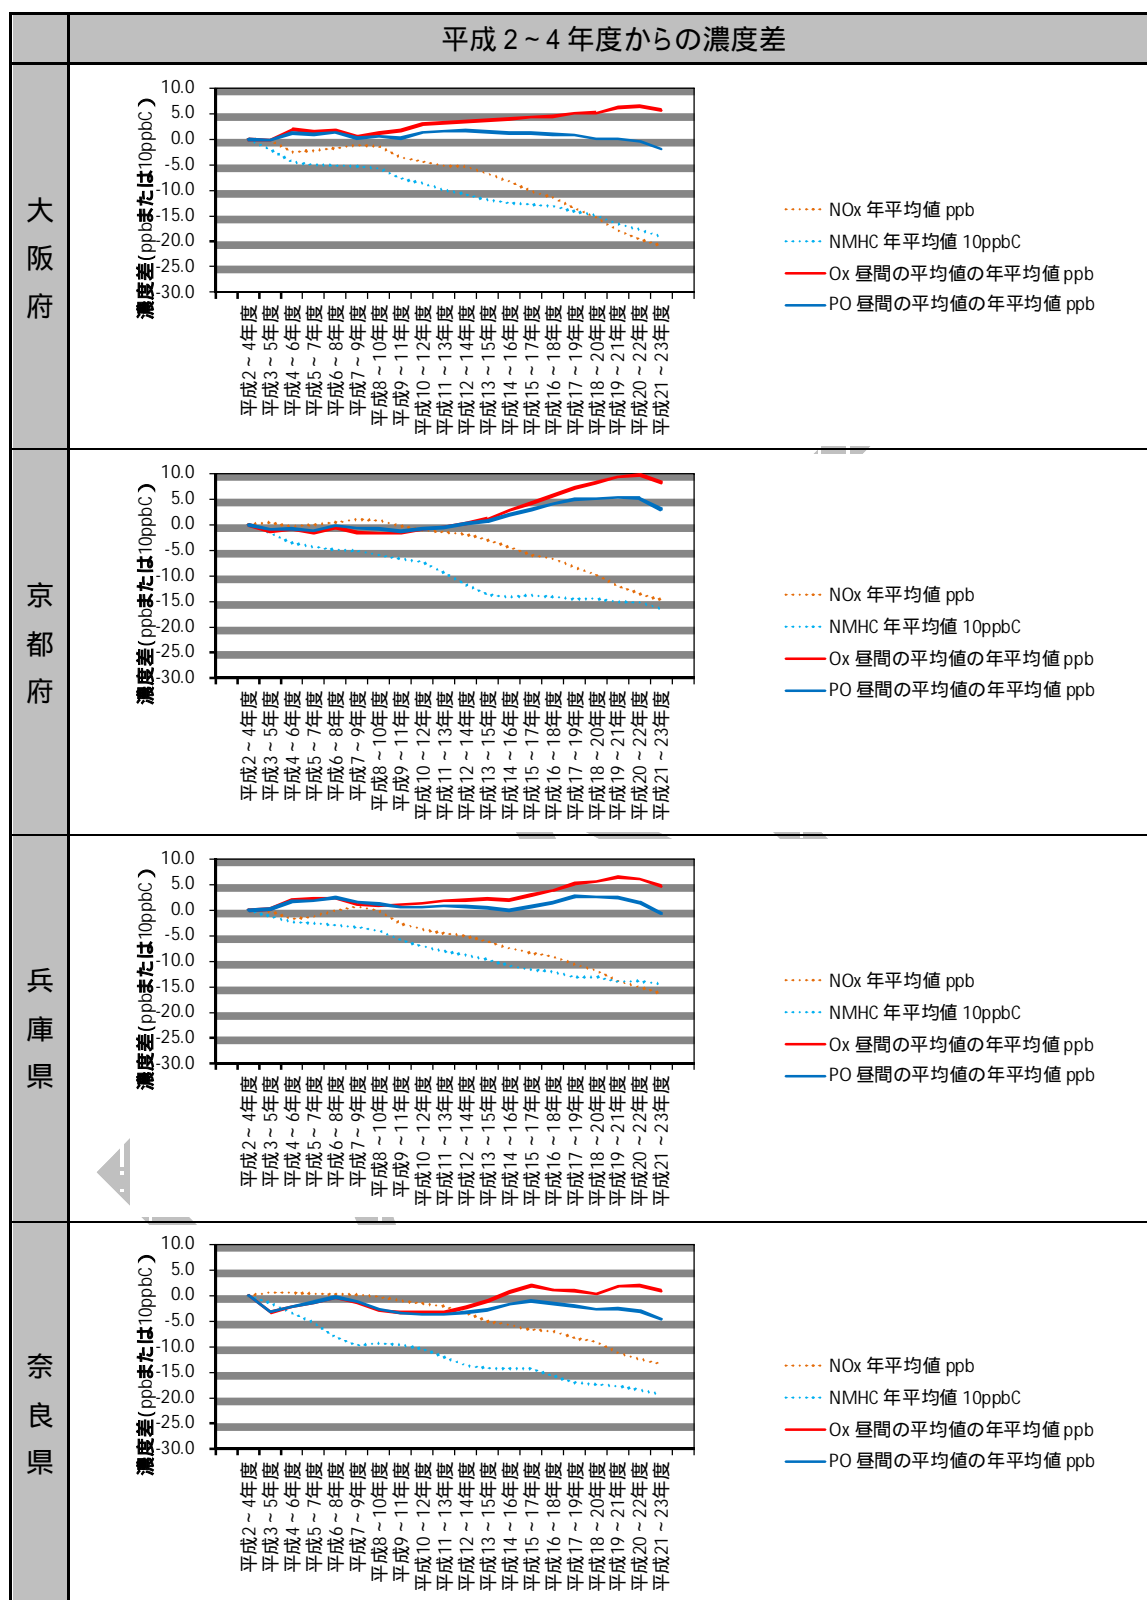 平成２～４年度からの濃度差
大阪府
濃度差(ppbまたは10ppbC)
10.0
5.0
0.0
-5.0
-10.0
-15.0
-20.0
-25.0
-30.0
平成2～4年度
平成3～5年度
平成4～6年度
平成5～7年度
平成6～8年度
平成7～9年度
平成8～10年度
平成9～11年度
平成10～12年度
平成11～13年度
平成12～14年度
平成13～15年度
平成14～16年度
平成15～17年度
平成16～18年度
平成17～19年度
平成18～20年度
平成19～21年度
平成20～22年度
平成21～23年度
NOx 年平均値 ppb
NMHC 年平均値 10ppbC
Ox 昼間の平均値の年平均値 ppb
PO 昼間の平均値の年平均値 ppb
京都府
濃度差(ppbまたは10ppbC)
10.0
5.0
0.0
-5.0
-10.0
-15.0
-20.0
-25.0
-30.0
平成2～4年度
平成3～5年度
平成4～6年度
平成5～7年度
平成6～8年度
平成7～9年度
平成8～10年度
平成9～11年度
平成10～12年度
平成11～13年度
平成12～14年度
平成13～15年度
平成14～16年度
平成15～17年度
平成16～18年度
平成17～19年度
平成18～20年度
平成19～21年度
平成20～22年度
平成21～23年度
NOx 年平均値 ppb
NMHC 年平均値 10ppbC
Ox 昼間の平均値の年平均値 ppb
PO 昼間の平均値の年平均値 ppb
兵庫県
濃度差(ppbまたは10ppbC)
10.0
5.0
0.0
-5.0
-10.0
-15.0
-20.0
-25.0
-30.0
平成2～4年度
平成3～5年度
平成4～6年度
平成5～7年度
平成6～8年度
平成7～9年度
平成8～10年度
平成9～11年度
平成10～12年度
平成11～13年度
平成12～14年度
平成13～15年度
平成14～16年度
平成15～17年度
平成16～18年度
平成17～19年度
平成18～20年度
平成19～21年度
平成20～22年度
平成21～23年度
NOx 年平均値 ppb
NMHC 年平均値 10ppbC
Ox 昼間の平均値の年平均値 ppb
PO 昼間の平均値の年平均値 ppb
奈良県
濃度差(ppbまたは10ppbC)
10.0
5.0
0.0
-5.0
-10.0
-15.0
-20.0
-25.0
-30.0
平成2～4年度
平成3～5年度
平成4～6年度
平成5～7年度
平成6～8年度
平成7～9年度
平成8～10年度
平成9～11年度
平成10～12年度
平成11～13年度
平成12～14年度
平成13～15年度
平成14～16年度
平成15～17年度
平成16～18年度
平成17～19年度
平成18～20年度
平成19～21年度
平成20～22年度
平成21～23年度
NOx 年平均値 ppb
NMHC 年平均値 10ppbC
Ox 昼間の平均値の年平均値 ppb
PO 昼間の平均値の年平均値 ppb